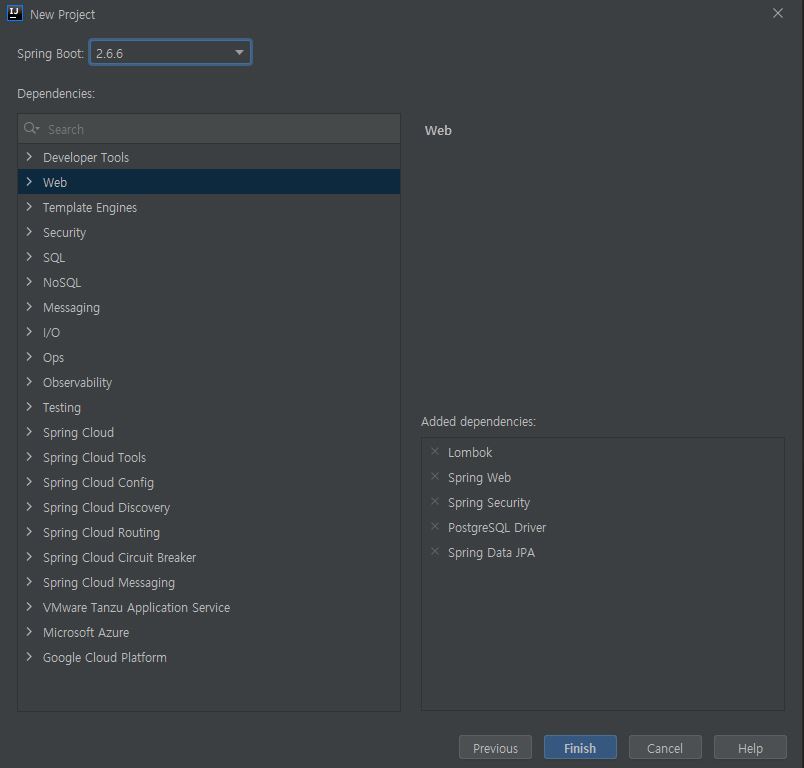 New Project
Spring Boot: 2.6.6
Dependencies:
Search
Developer Tools
Web
Template Engines
Security
SQL
NoSQL
Messaging
I/O
Ops
Observability
Testing
Spring Cloud
Spring Cloud Tools
Spring Cloud Config
Spring Cloud Discovery
Spring Cloud Routing
Spring Cloud Circuit Breaker
Spring Cloud Messaging
VMware Tanzu Application Service
Microsoft Azure
Google Cloud Platform
Web
Added dependencies:
Lombok
Spring Web
Spring Security
PostgreSQL Driver
Spring Data JPA
Previous Finish Cancel Help